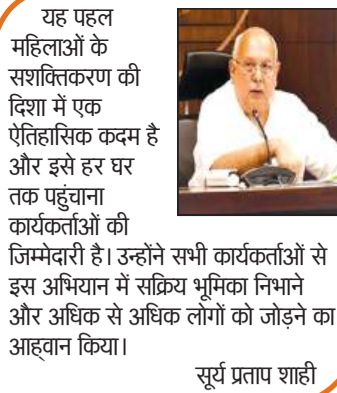 यह पहल
महिलाओं के
सशक्तिकरण की
दिशा में एक
ऐतिहासिक कदम है
और इसे हर घर
तक पहुंचाना
कार्यकर्ताओं की
जिम्मेदारी है। उन्होंने सभी कार्यकर्ताओं से
इस अभियान में सक्रिय भूमिका निभाने
और अधिक से अधिक लोगों को जोड़ने का
आह्वान किया।
सूर्य प्रताप शाही